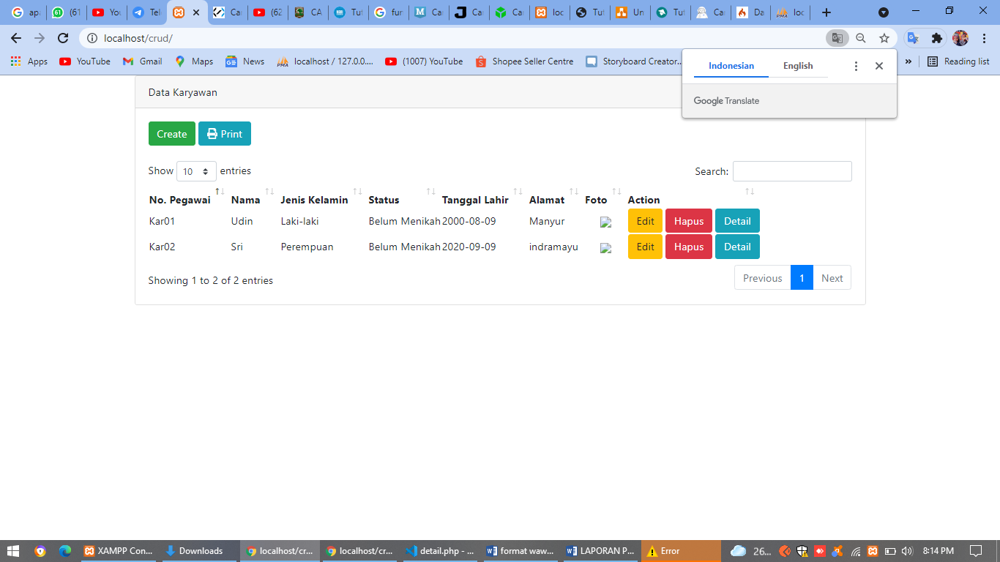 ap
61
(61
You
Tel
Ca
(62
CA
Tut
fur
Ca
Ca
Ca
loc
Tut
Un
Tut
Ca
Da
PMA
loc
localhost/crud/
Apps
YouTube
Gmail
Maps
News
PMA
localhost / 127.0.0....
(1007) YouTube
Shopee Seller Centre
Storyboard Creator...
»
Reading list
Indonesian
English
Google Translate
Data Karyawan
Create
Print
Show 10 entries
Search:
No. Pegawai Nama Jenis Kelamin Status Tanggal Lahir Alamat Foto Action
Kar01 Udin Laki-laki Belum Menikah 2000-08-09 Manyur Edit Hapus Detail
Kar02 Sri Perempuan Belum Menikah 2020-09-09 indramayu Edit Hapus Detail
Showing 1 to 2 of 2 entries
Previous 1 Next
XAMPP Con...
Downloads
localhost/cr...
localhost/cr...
detail.php - ...
format waw...
LAPORAN P...
Error
26...
8:14 PM